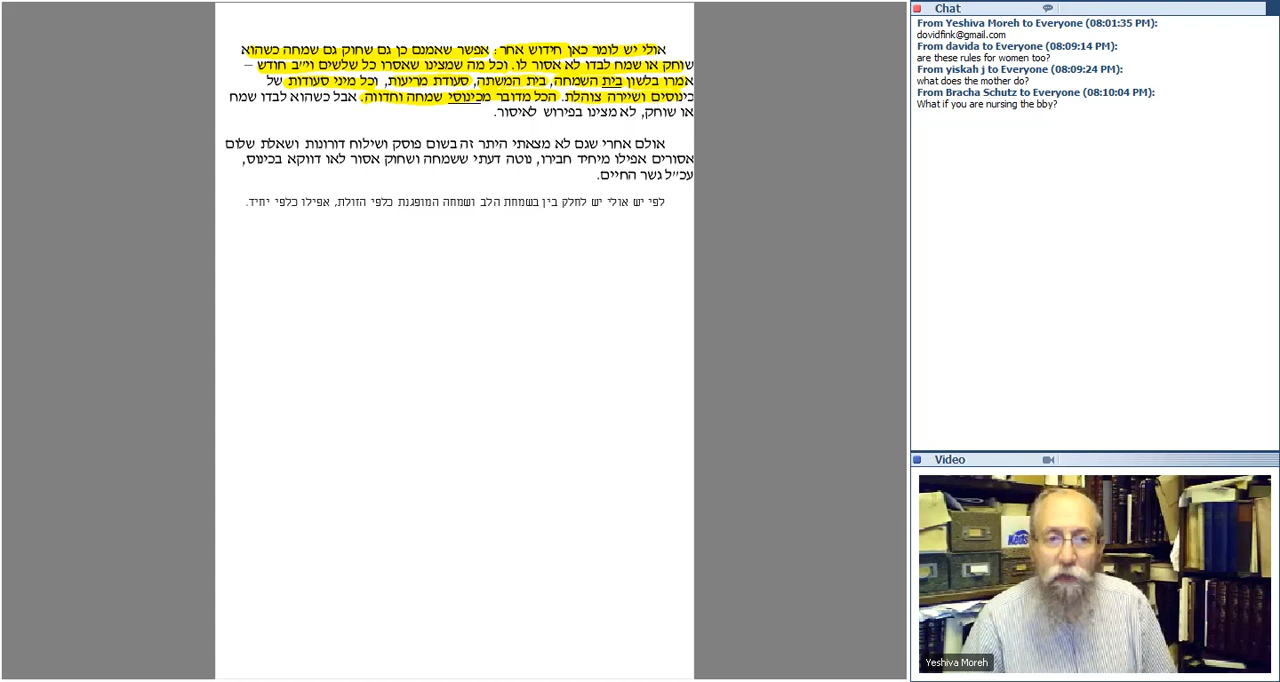 אולי יש לומר כאן חידוש אחר: אפשר שאמנם כן גם שחוק גם שמחה כשהוא
שוחק או שמח לבדו לא אסור לו. וכל מה שמצינו שאסרו כל שלשים וי״ב חודש –
אמרו בלשון בית השמחה, בית המשתה, סעודת מריעות, וכל מיני סעודות של
כינוסים ושיירה צוהלת. הכל מדובר מכינוסי שמחה וחדווה. אבל כשהוא לבדו שמח
או שוחק, לא מצינו בפירוש לאיסור.
אולם אחרי שגם לא מצאתי היתר זה בשום פוסק ושילוח דורונות ושאלת שלום
אסורים אפילו מיחיד חבירו, נוטה דעתי ששמחה ושחוק אסור לאו דווקא בכינוס,
עכ״ל גשר החיים.
לפי יש אולי יש לחלק בין בשמחת הלב ושמחה המופגנת כלפי הזולת, אפילו כלפי יחיד.
Chat
From Yeshiva Moreh to Everyone (08:01:35 PM):
dovidfink@gmail.com
From davida to Everyone (08:09:14 PM):
are these rules for women too?
From yiskah j to Everyone (08:09:24 PM):
what does the mother do?
From Bracha Schutz to Everyone (08:10:04 PM):
What if you are nursing the bby?
Video
Yeshiva Moreh